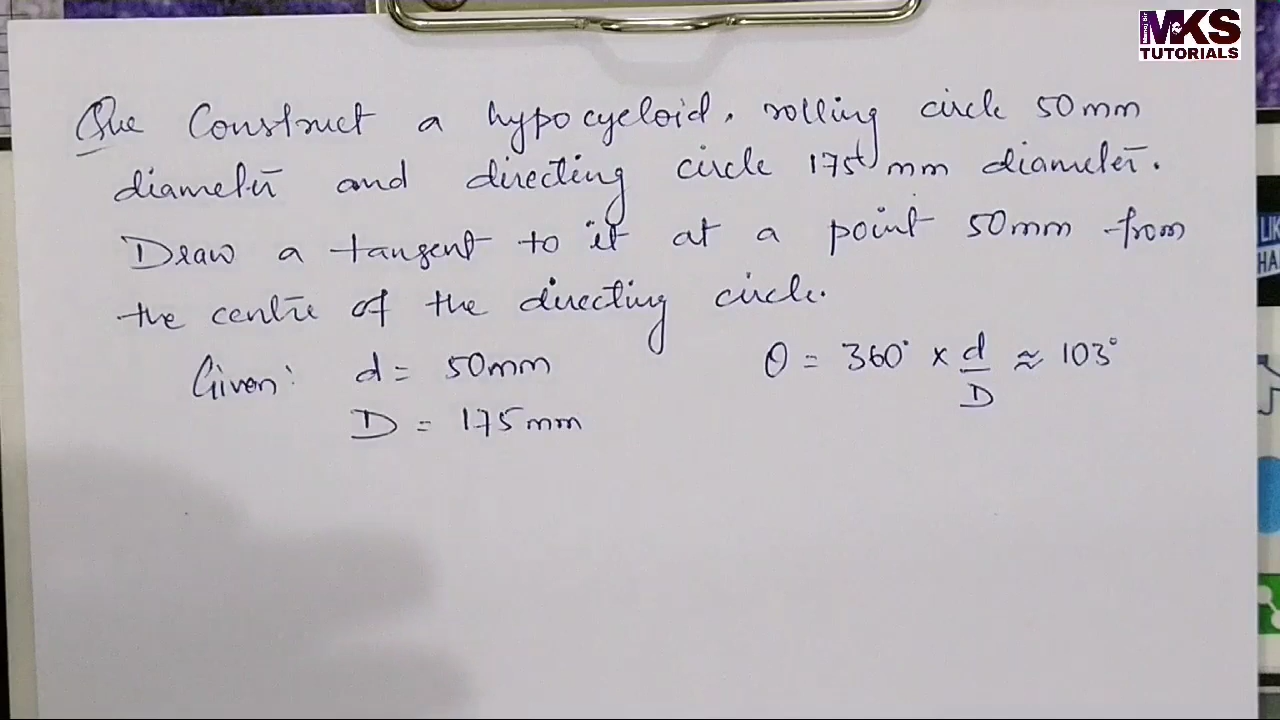 MKS
TUTORIALS
Que Construct a hypocycloid. rolling circle 50mm
diameter and directing circle 175 mm diameter.
Draw a tangent to it at a point 50mm from
the centre of the directing circle.
Given: d = 50mm θ = 360° × d/D ≈ 103°
D = 175mm